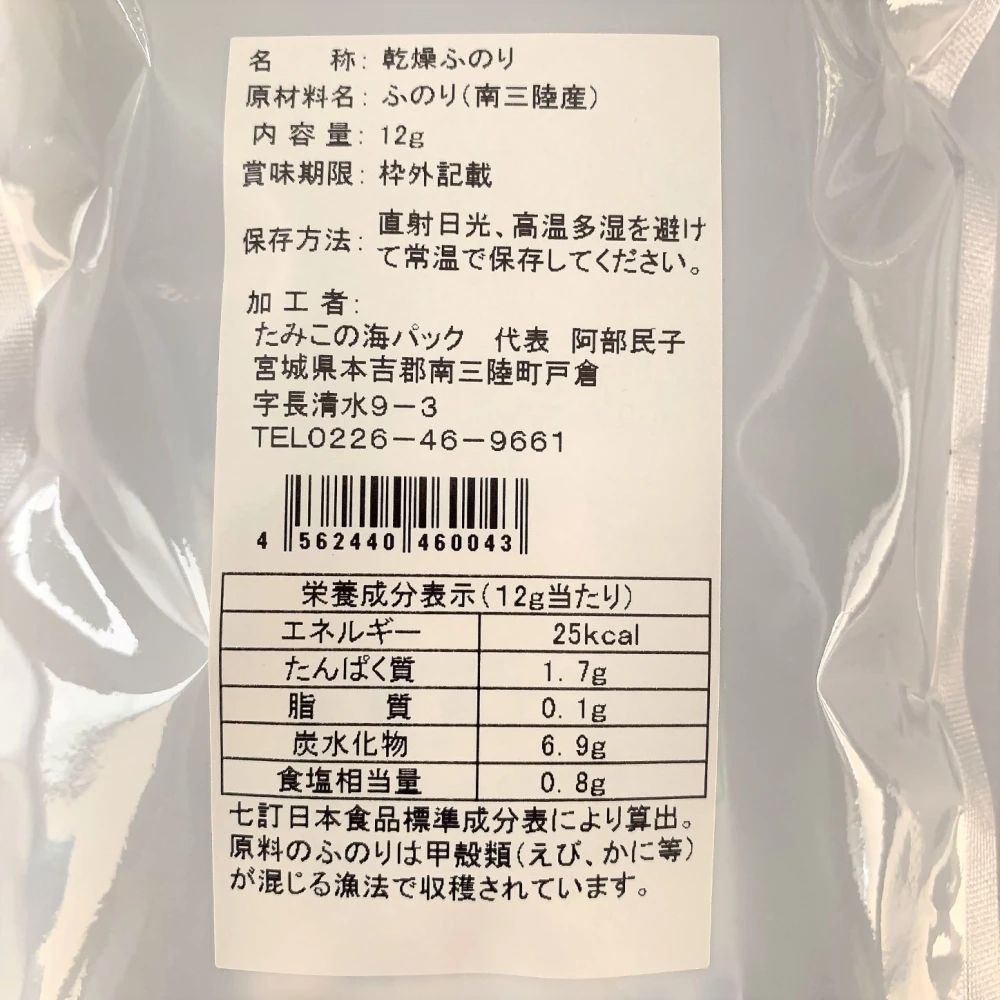 名　　称: 乾燥ふのり
原材料名: ふのり(南三陸産)
内 容 量: 12g
賞味期限: 枠外記載
保存方法: 直射日光、高温多湿を避け
て常温で保存してください。
加 工 者:
たみこの海パック　代表　阿部民子
宮城県本吉郡南三陸町戸倉
字長清水9－3
TEL0226－46－9661
4 562440 460043
栄養成分表示(12g当たり)
エネルギー 25kcal
たんぱく質 1.7g
脂　　質 0.1g
炭水化物 6.9g
食塩相当量 0.8g
七訂日本食品標準成分表により算出。
原料のふのりは甲殻類(えび、かに等)
が混じる漁法で収穫されています。